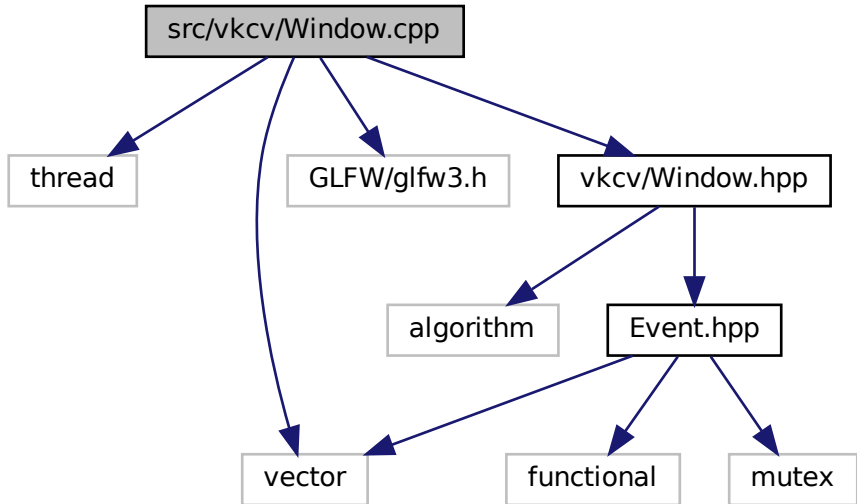 src/vkcv/Window.cpp
thread
GLFW/glfw3.h
vkcv/Window.hpp
algorithm
Event.hpp
vector
functional
mutex